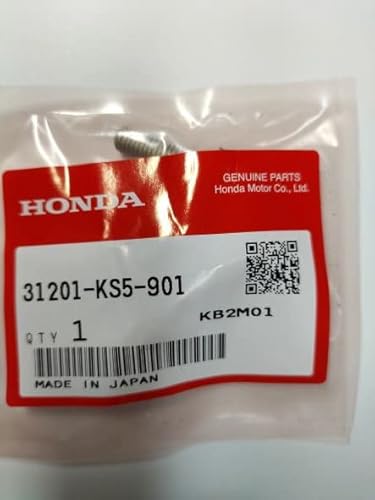 GENUINE PARTS
HONDA
Honda Motor Co., Ltd.
31201-KS5-901
KB2M01
QTY 1
MADE IN JAPAN